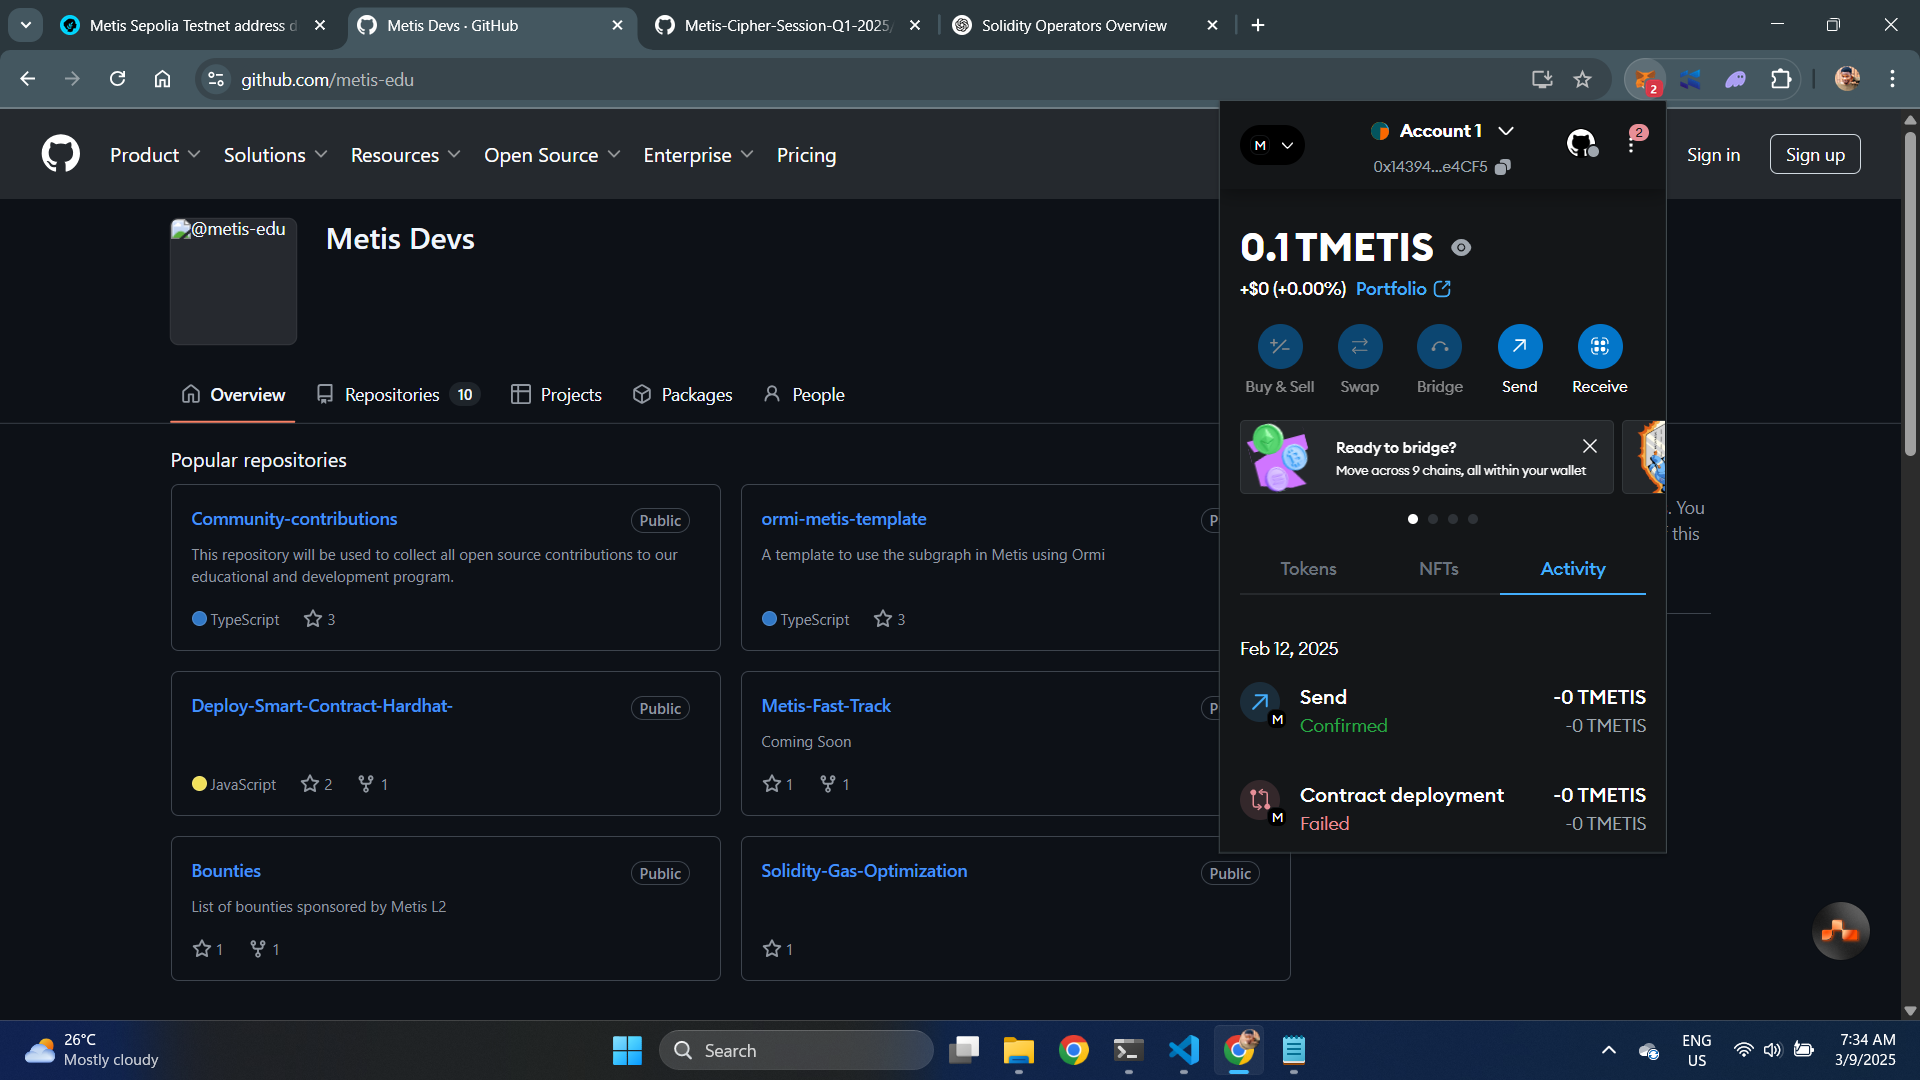 Metis Sepolia Testnet address d
Metis Devs · GitHub
Metis-Cipher-Session-Q1-2025/
Solidity Operators Overview
github.com/metis-edu
2
Product
Solutions
Resources
Open Source
Enterprise
Pricing
Sign in
Sign up
@metis-edu
Metis Devs
Overview
Repositories 10
Projects
Packages
People
Popular repositories
Community-contributions
Public
This repository will be used to collect all open source contributions to our
educational and development program.
TypeScript
3
ormi-metis-template
P
A template to use the subgraph in Metis using Ormi
TypeScript
3
Deploy-Smart-Contract-Hardhat-
Public
JavaScript
2
1
Metis-Fast-Track
P
Coming Soon
1
1
Bounties
Public
List of bounties sponsored by Metis L2
1
1
Solidity-Gas-Optimization
Public
1
. You
this
M
Account 1
0x14394...e4CF5
2
0.1 TMETIS
+$0 (+0.00%) Portfolio
Buy & Sell
Swap
Bridge
Send
Receive
Ready to bridge?
Move across 9 chains, all within your wallet
Tokens
NFTs
Activity
Feb 12, 2025
Send
-0 TMETIS
M
Confirmed
-0 TMETIS
Contract deployment
-0 TMETIS
M
Failed
-0 TMETIS
26°C
Mostly cloudy
Search
ENG
US
7:34 AM
3/9/2025